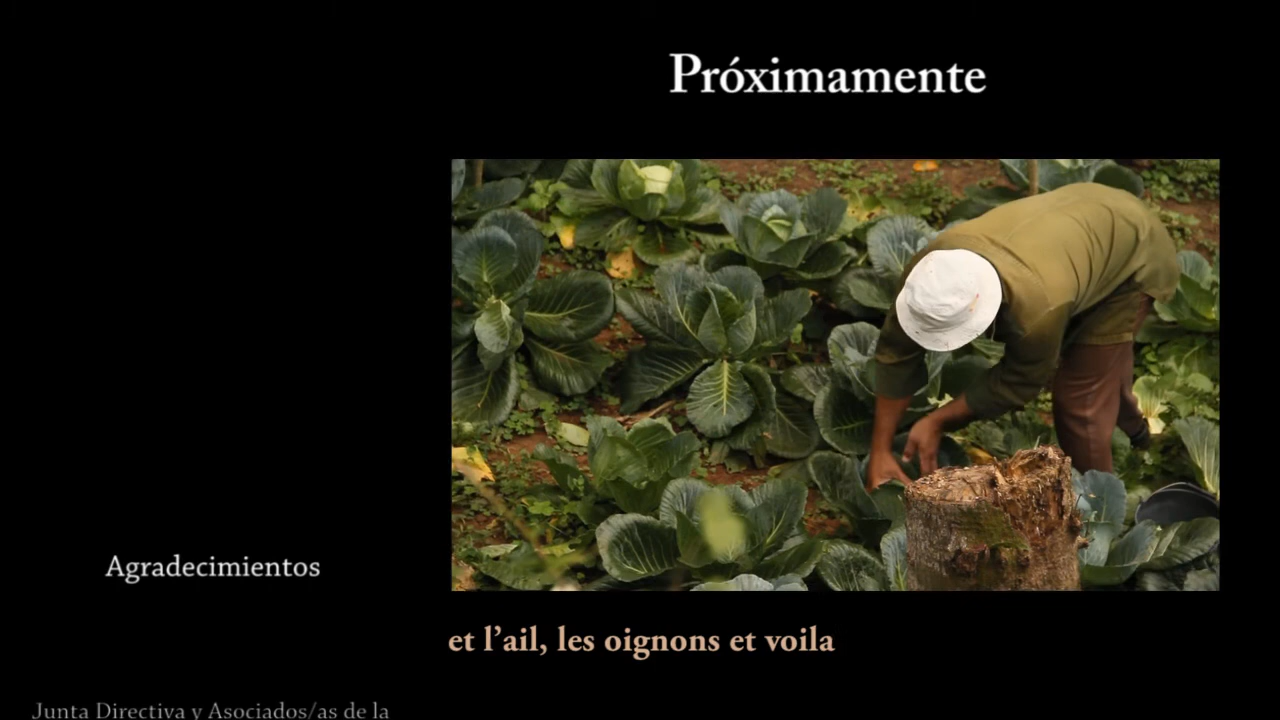 Próximamente
Agradecimientos
et l’ail, les oignons et voila
Junta Directiva y Asociados/as de la